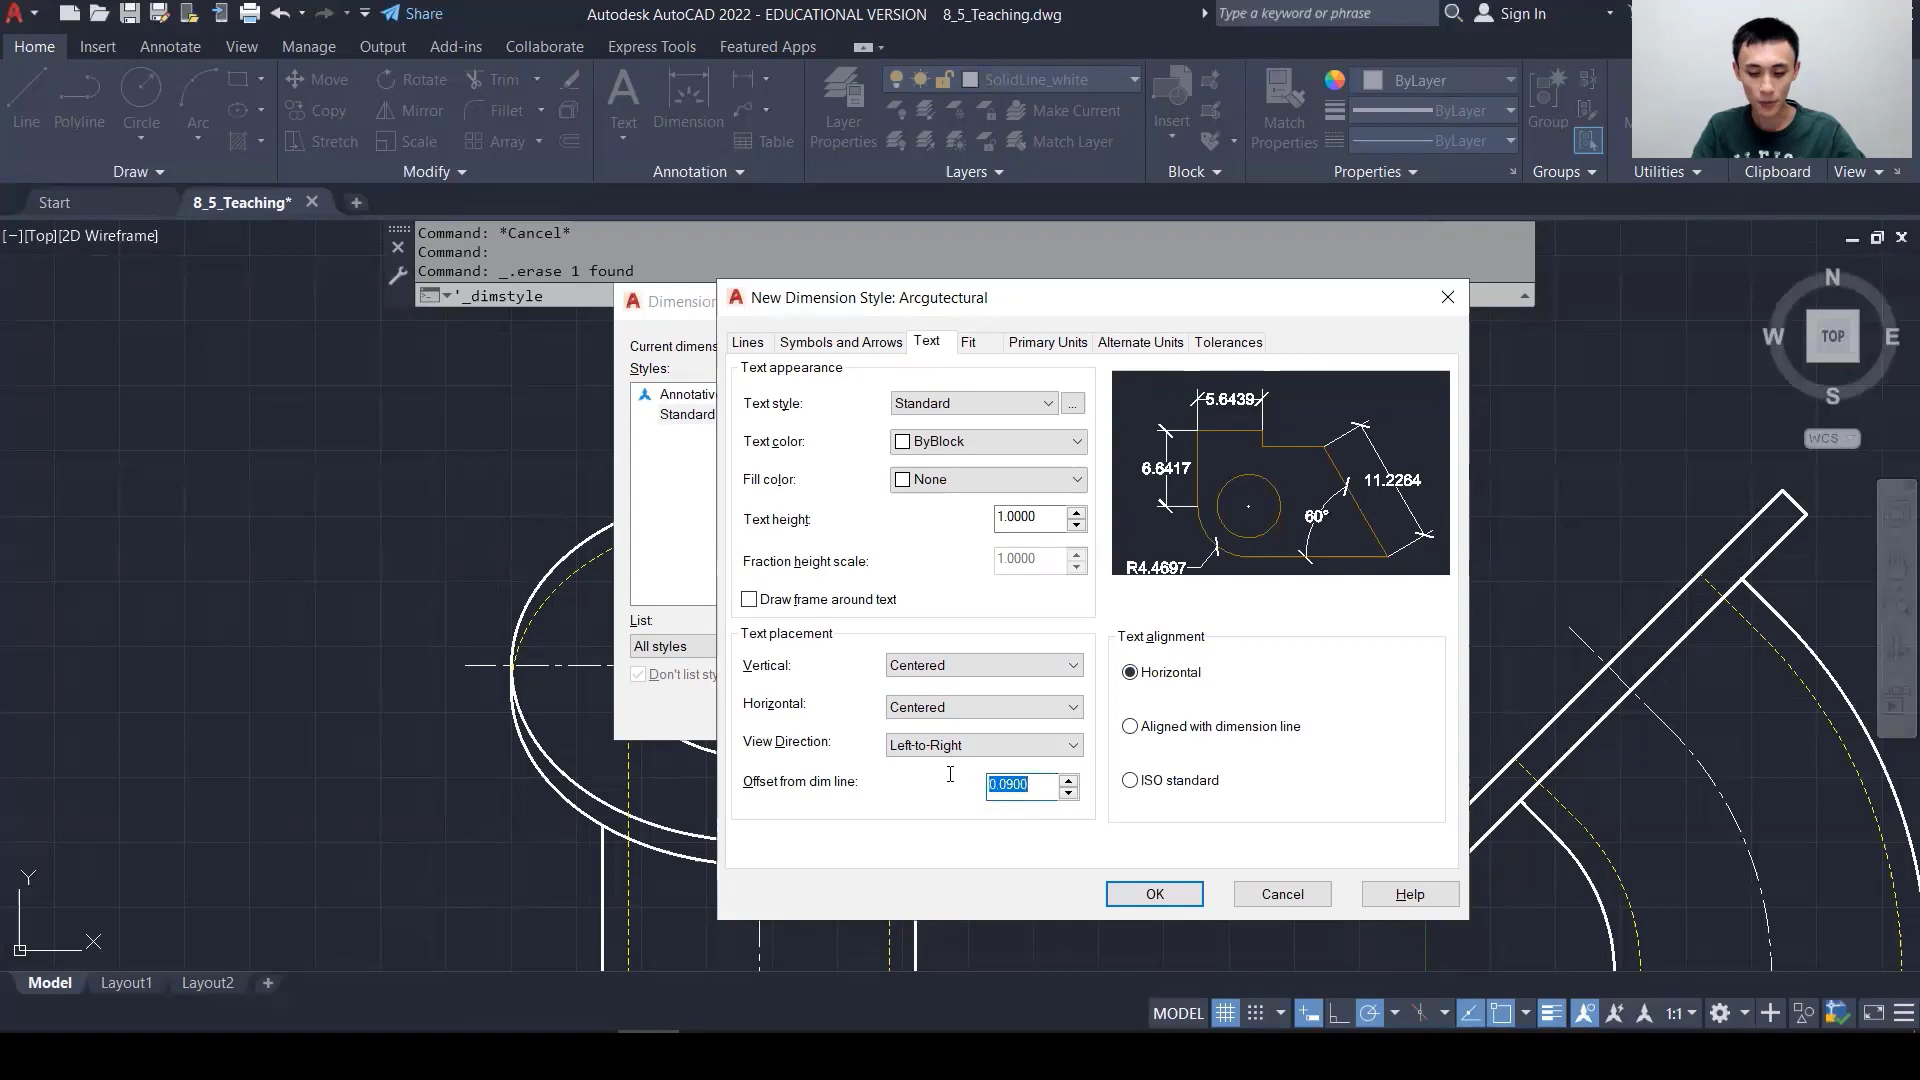 Share
Autodesk AutoCAD 2022 - EDUCATIONAL VERSION 8_5_Teaching.dwg
Type a keyword or phrase
Sign In
Home Insert Annotate View Manage Output Add-ins Collaborate Express Tools Featured Apps
Line Polyline Circle Arc
Move Rotate Trim
Copy Mirror Fillet
Stretch Scale Array
Text Dimension Table
Layer Properties
SolidLine_white
Make Current
Match Layer
Insert
Match Properties
ByLayer
ByLayer
ByLayer
Group
Draw Modify Annotation Layers Block Properties Groups Utilities Clipboard View
Start 8_5_Teaching*
[−][Top][2D Wireframe]
Command: *Cancel*
Command:
Command: _.erase 1 found
'_dimstyle
N
W TOP E
S
WCS
Dimension
Current dimens
Styles:
Annotative
Standard
List:
All styles
Don't list sty
New Dimension Style: Arcgutectural
Lines Symbols and Arrows Text Fit Primary Units Alternate Units Tolerances
Text appearance
Text style: Standard ...
Text color: ByBlock
Fill color: None
Text height: 1.0000
Fraction height scale: 1.0000
Draw frame around text
5.6439
6.6417
11.2264
60°
R4.4697
Text placement
Vertical: Centered
Horizontal: Centered
View Direction: Left-to-Right
Offset from dim line: 0.0900
Text alignment
Horizontal
Aligned with dimension line
ISO standard
OK Cancel Help
Y
X
Model Layout1 Layout2
MODEL 1:1